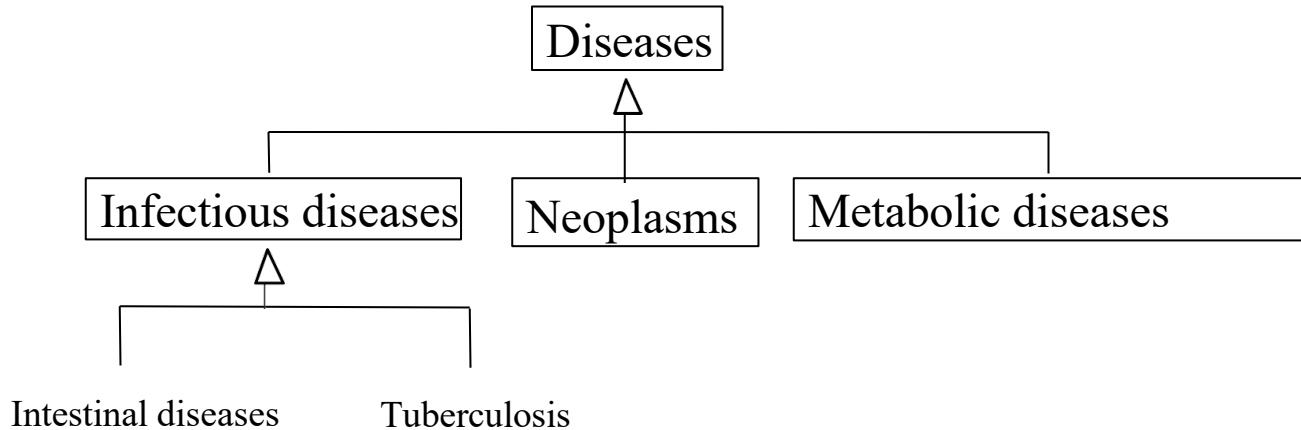 Diseases
Infectious diseases
Neoplasms
Metabolic diseases
Intestinal diseases
Tuberculosis